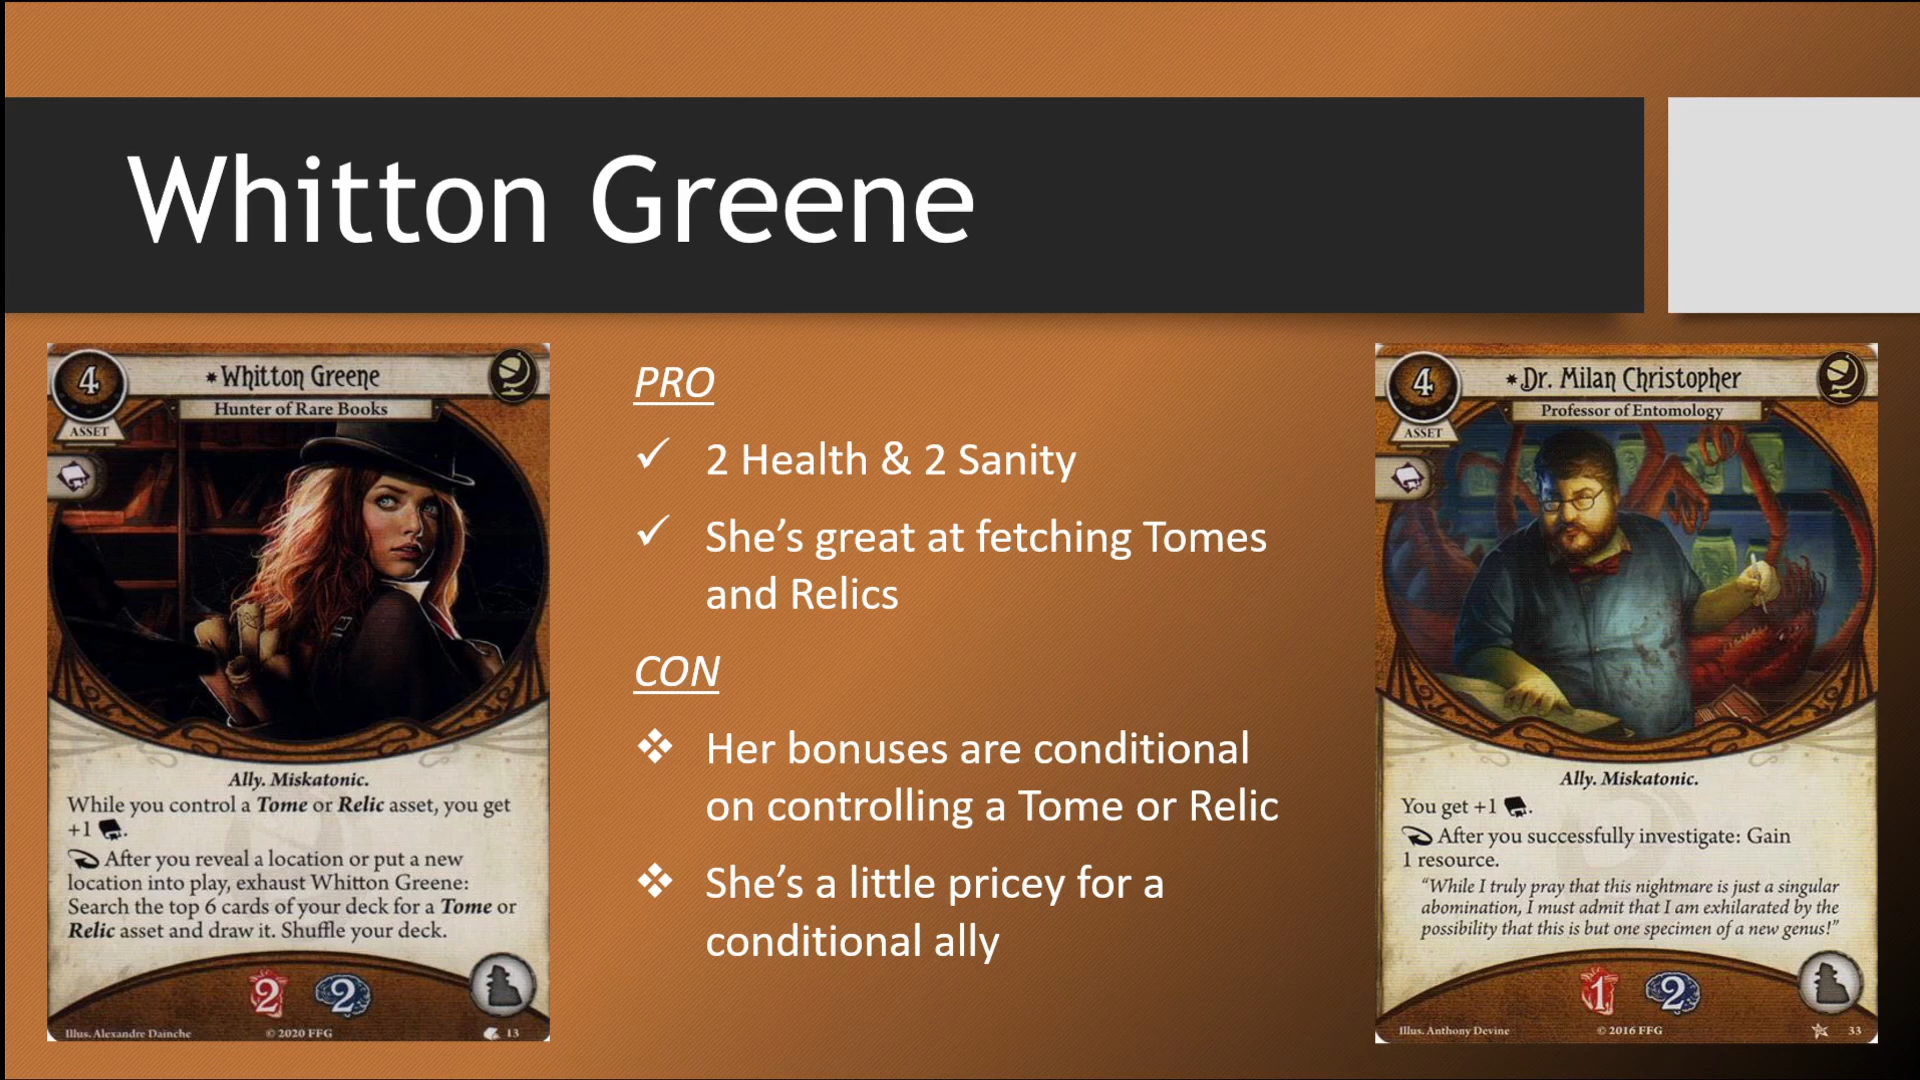 Whitton Greene
4
ASSET
Whitton Greene
Hunter of Rare Books
Ally. Miskatonic.
While you control a Tome or Relic asset, you get
+1 .
After you reveal a location or put a new
location into play, exhaust Whitton Greene:
Search the top 6 cards of your deck for a Tome or
Relic asset and draw it. Shuffle your deck.
2
2
Illus. Alexandre Dainche
© 2020 FFG
13
PRO
2 Health & 2 Sanity
She’s great at fetching Tomes
and Relics
CON
Her bonuses are conditional
on controlling a Tome or Relic
She’s a little pricey for a
conditional ally
4
ASSET
Dr. Milan Christopher
Professor of Entomology
Ally. Miskatonic.
You get +1 .
After you successfully investigate: Gain
1 resource.
“While I truly pray that this nightmare is just a singular
abomination, I must admit that I am exhilarated by the
possibility that this is but one specimen of a new genus!”
1
2
Illus. Anthony Devine
© 2016 FFG
33